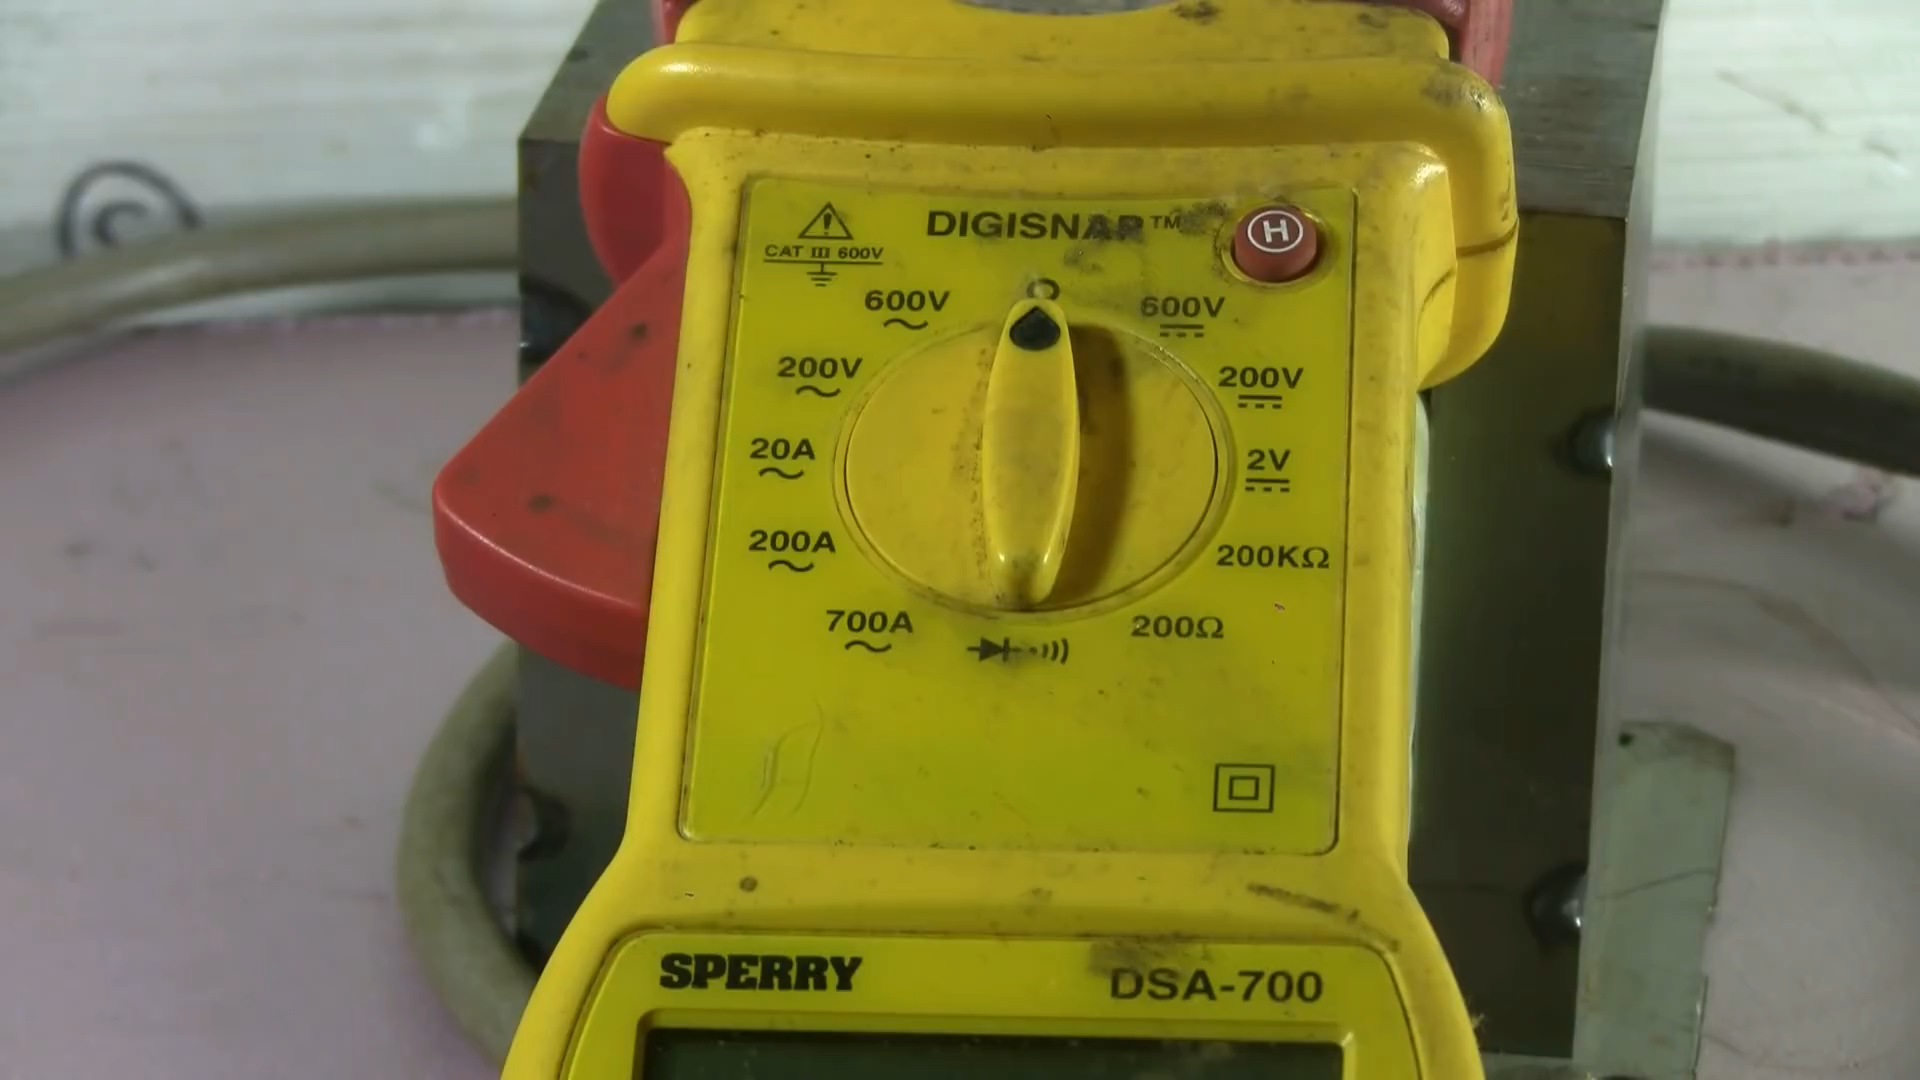 DIGISNAP™
H
CAT III 600V
600V
600V
200V
200V
20A
2V
200A
200KΩ
700A
200Ω
SPERRY
DSA-700